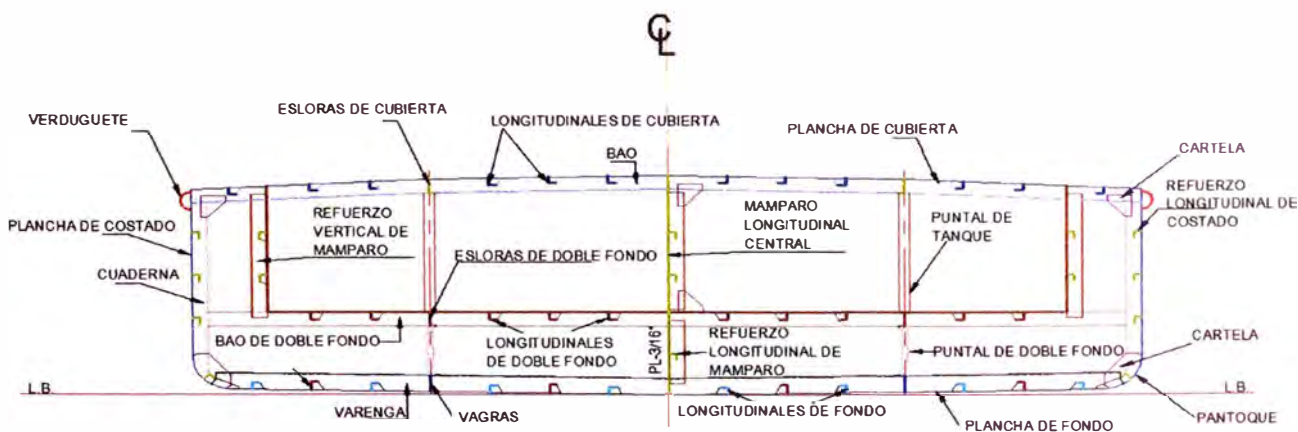 CL
ESLORAS DE CUBIERTA
VERDUGUETE
LONGITUDINALES DE CUBIERTA
PLANCHA DE CUBIERTA
BAO
CARTELA
REFUERZO
LONGITUDINAL DE
COSTADO
REFUERZO
VERTICAL DE
MAMPARO
MAMPARO
LONGITUDINAL
CENTRAL
PUNTAL DE
TANQUE
PLANCHA DE COSTADO
ESLORAS DE DOBLE FONDO
CUADERNA
BAO DE DOBLE FONDO
LONGITUDINALES
DE DOBLE FONDO
PL-3/16"
REFUERZO
LONGITUDINAL DE
MAMPARO
PUNTAL DE DOBLE FONDO
CARTELA
L.B.
L.B.
VARENGA
VAGRAS
LONGITUDINALES DE FONDO
PLANCHA DE FONDO
PANTOQUE